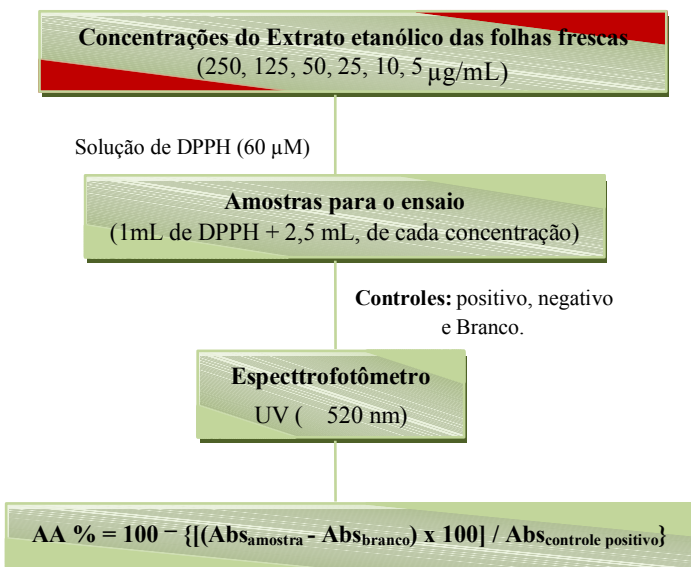 Concentrações do Extrato etanólico das folhas frescas
(250, 125, 50, 25, 10, 5 µg/mL)
Solução de DPPH (60 µM)
Amostras para o ensaio
(1mL de DPPH + 2,5 mL, de cada concentração)
Controles: positivo, negativo
e Branco.
Especttrofotômetro
UV ( 520 nm)
AA % = 100 – {[(Absamostra - Absbranco) x 100] / Abscontrole positivo}